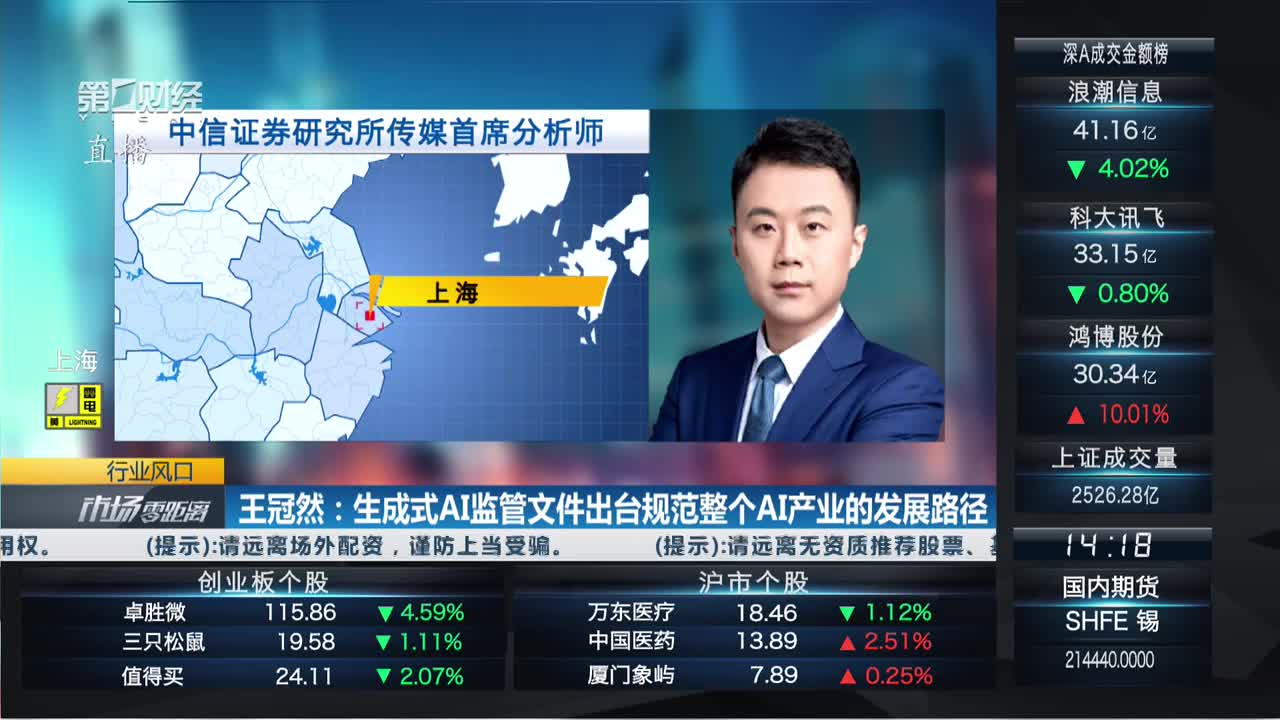 第一财经
直播
中信证券研究所传媒首席分析师
上海
上海
雷电
黄 LIGHTNING
行业风口
市场零距离
王冠然：生成式AI监管文件出台规范整个AI产业的发展路径
用权。 (提示):请远离场外配资，谨防上当受骗。 (提示):请远离无资质推荐股票、
创业板个股
卓胜微 115.86 ▼4.59%
三只松鼠 19.58 ▼1.11%
值得买 24.11 ▼2.07%
沪市个股
万东医疗 18.46 ▼1.12%
中国医药 13.89 ▲2.51%
厦门象屿 7.89 ▲0.25%
深A成交金额榜
浪潮信息
41.16亿
▼ 4.02%
科大讯飞
33.15亿
▼ 0.80%
鸿博股份
30.34亿
▲ 10.01%
上证成交量
2526.28亿
14:18
国内期货
SHFE 锡
214440.0000